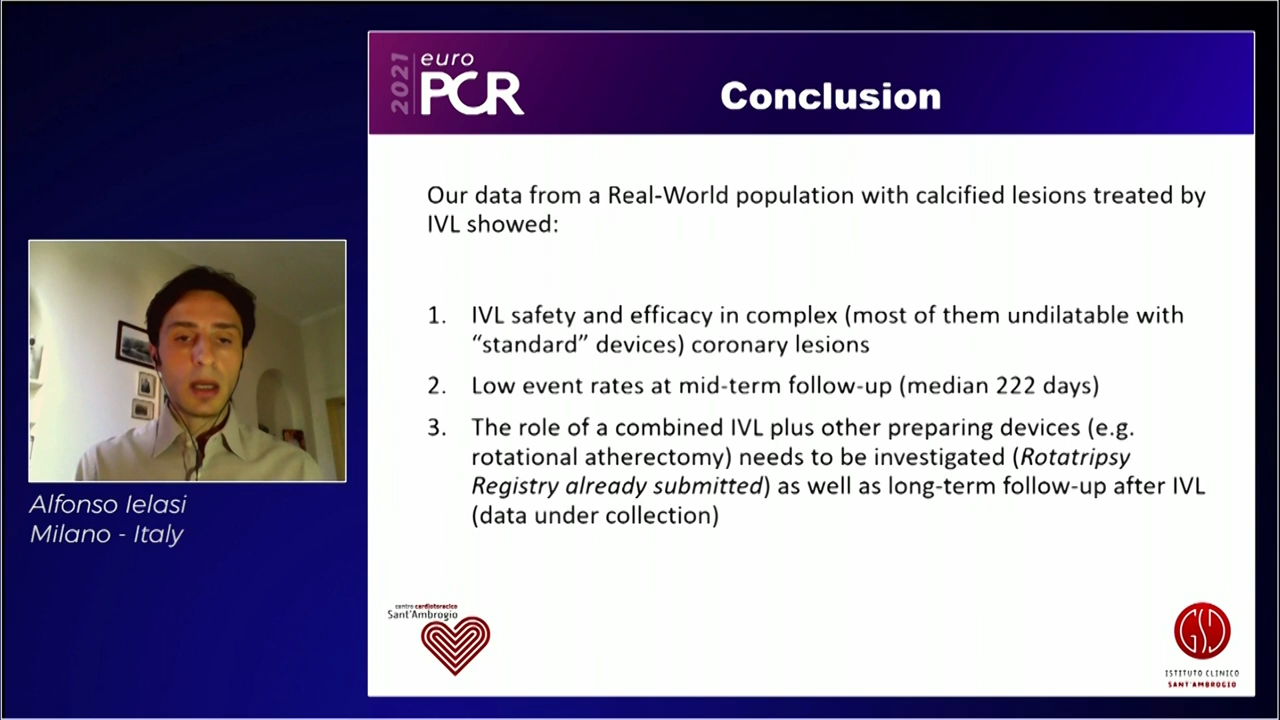 2021
euro
PCR
Conclusion
Our data from a Real-World population with calcified lesions treated by
IVL showed:
1. IVL safety and efficacy in complex (most of them undilatable with
“standard” devices) coronary lesions
2. Low event rates at mid-term follow-up (median 222 days)
3. The role of a combined IVL plus other preparing devices (e.g.
rotational atherectomy) needs to be investigated (Rotatripsy
Registry already submitted) as well as long-term follow-up after IVL
(data under collection)
Alfonso Ielasi
Milano - Italy
centro cardiotoracico
Sant'Ambrogio
GSD
ISTITUTO CLINICO
SANT'AMBROGIO